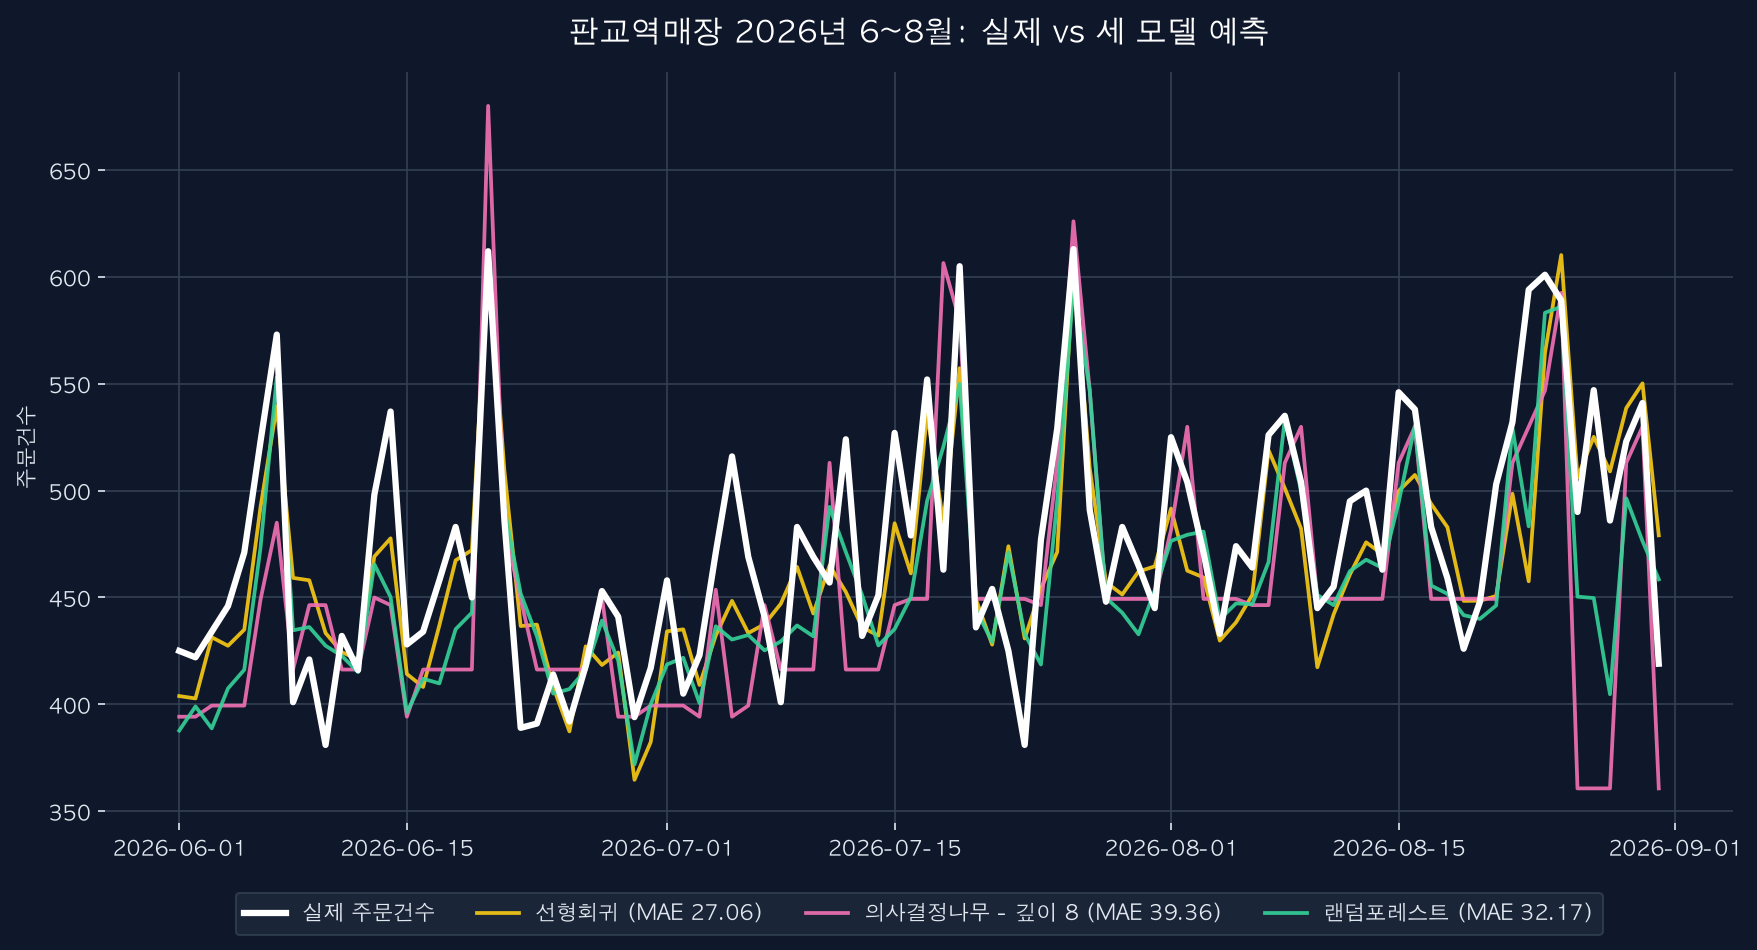 판교역매장 2026년 6~8월: 실제 vs 세 모델 예측
주문건수
650
600
550
500
450
400
350
2026-06-01
2026-06-15
2026-07-01
2026-07-15
2026-08-01
2026-08-15
2026-09-01
실제 주문건수
선형회귀 (MAE 27.06)
의사결정나무 - 깊이 8 (MAE 39.36)
랜덤포레스트 (MAE 32.17)